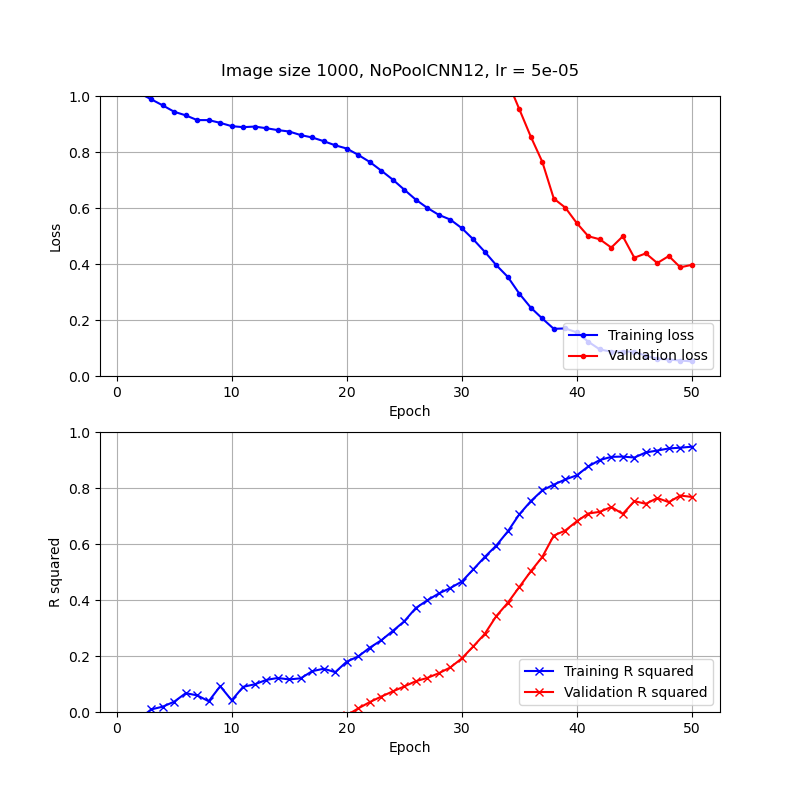 Image size 1000, NoPoolCNN12, lr = 5e-05
1.0
0.8
0.6
0.4
0.2
0.0
Loss
0 10 20 30 40 50
Epoch
Training loss
Validation loss
1.0
0.8
0.6
0.4
0.2
0.0
R squared
0 10 20 30 40 50
Epoch
Training R squared
Validation R squared